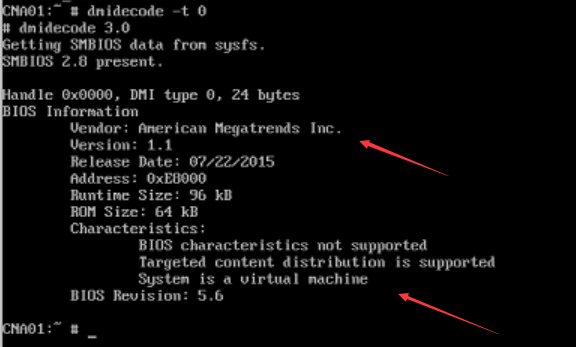 CNA01:~ # dmidecode -t 0
# dmidecode 3.0
Getting SMBIOS data from sysfs.
SMBIOS 2.8 present.
Handle 0x0000, DMI type 0, 24 bytes
BIOS Information
Vendor: American Megatrends Inc.
Version: 1.1
Release Date: 07/22/2015
Address: 0xE8000
Runtime Size: 96 kB
ROM Size: 64 kB
Characteristics:
BIOS characteristics not supported
Targeted content distribution is supported
System is a virtual machine
BIOS Revision: 5.6
CNA01:~ # _